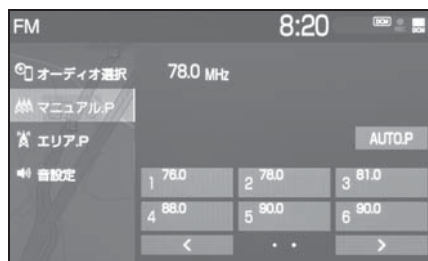 FM 8:20 DCM DCM
オーディオ選択 78.0 MHz
マニュアル.P
エリア.P AUTO.P
音設定
1 76.0 2 78.0 3 81.0
4 88.0 5 90.0 6 90.0
< ・ ・ >